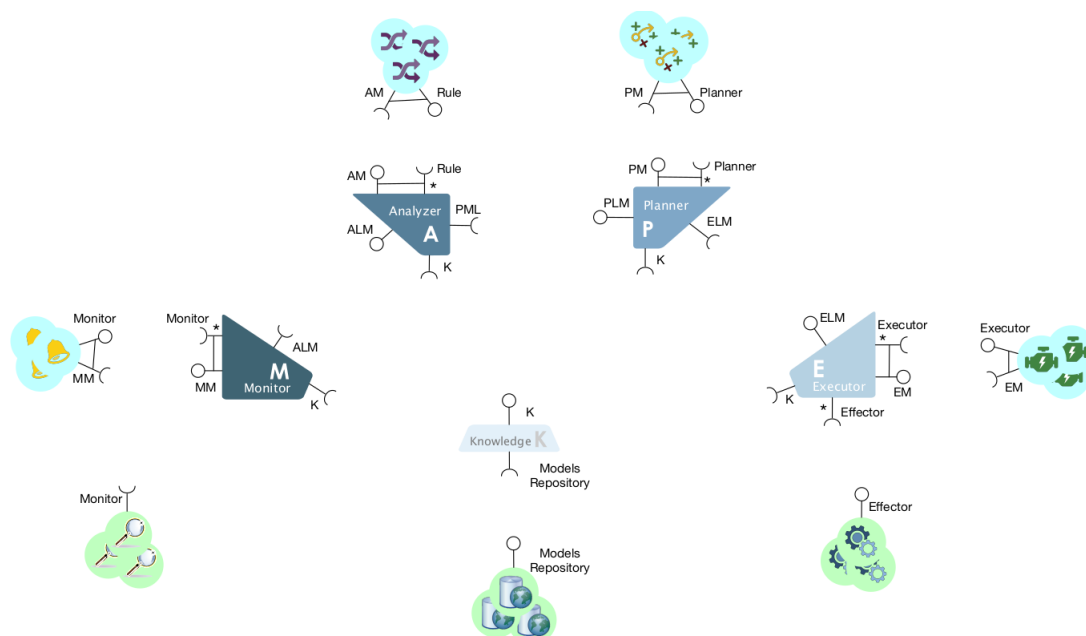 AM
Rule
PM
Planner
AM
Rule
*
Analyzer
A
PML
ALM
K
PM
Planner
*
PLM
Planner
P
ELM
K
Monitor
MM
Monitor
*
MM
ALM
M
Monitor
K
ELM
Executor
*
E
Executor
K
EM
*
Effector
Executor
EM
K
Knowledge K
Models
Repository
Monitor
Effector
Models
Repository